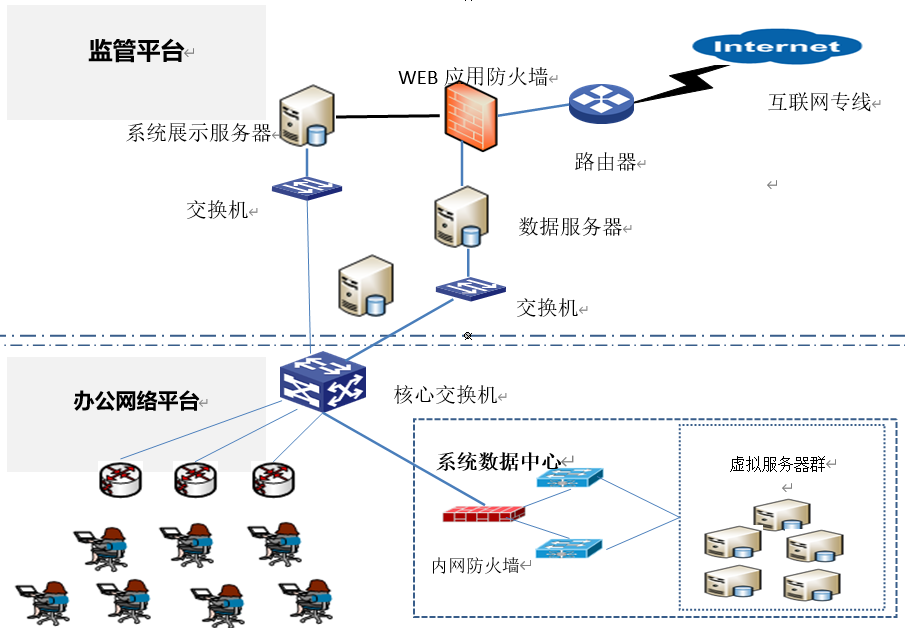 监管平台
Internet
WEB 应用防火墙
互联网专线
系统展示服务器
路由器
交换机
数据服务器
交换机
办公网络平台
核心交换机
系统数据中心
虚拟服务器群
内网防火墙